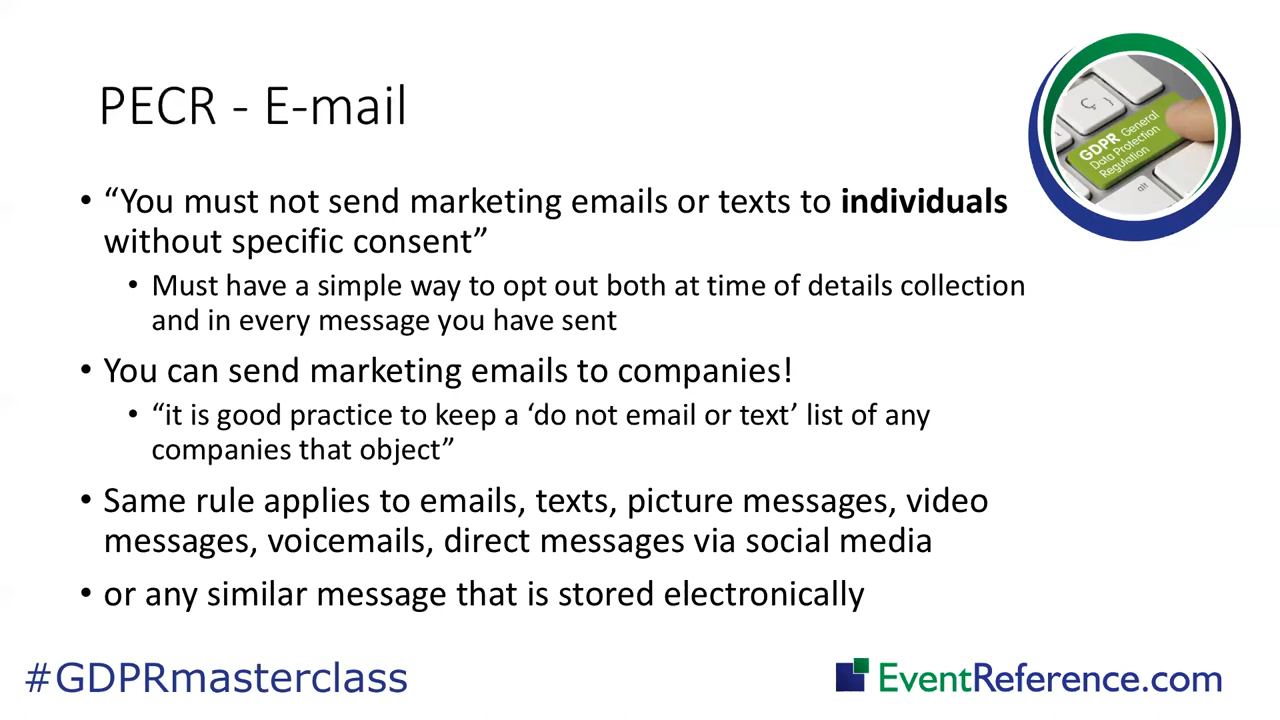 PECR - E-mail
• “You must not send marketing emails or texts to individuals
without specific consent”
• Must have a simple way to opt out both at time of details collection
and in every message you have sent
• You can send marketing emails to companies!
• “it is good practice to keep a ‘do not email or text’ list of any
companies that object”
• Same rule applies to emails, texts, picture messages, video
messages, voicemails, direct messages via social media
• or any similar message that is stored electronically
Ç
GDPR General
Data Protection
Regulation
alt
#GDPRmasterclass
EventReference.com